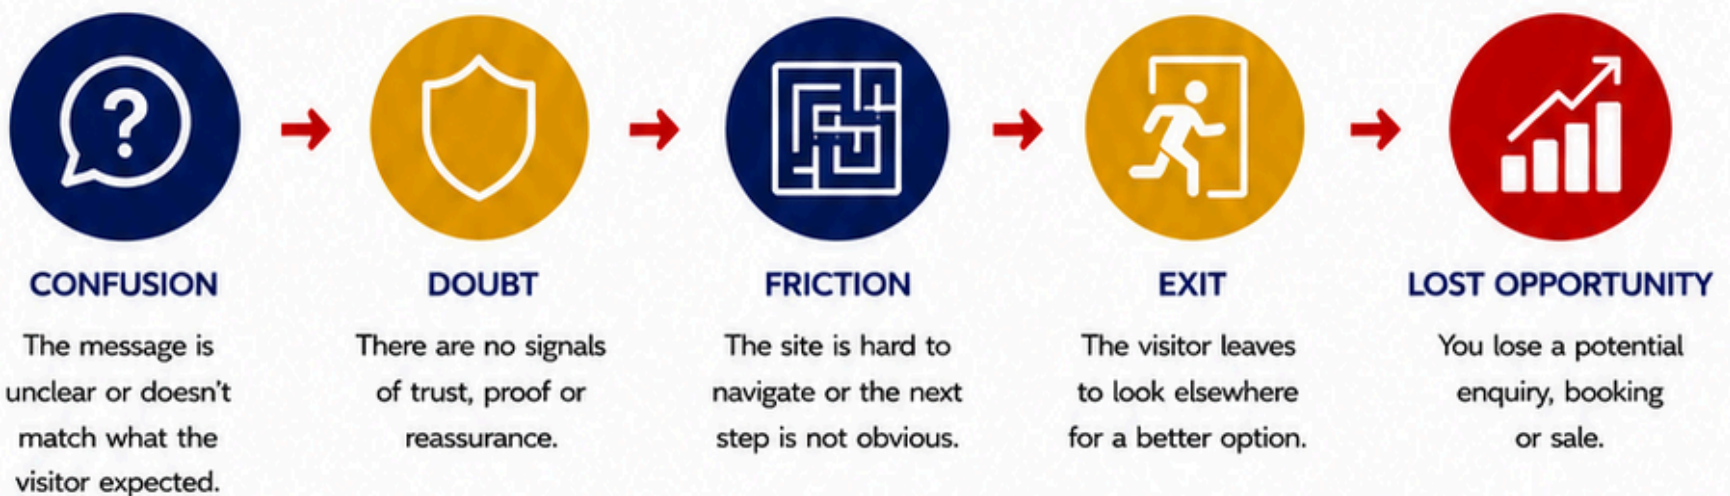 ?
CONFUSION
The message is
unclear or doesn't
match what the
visitor expected.
DOUBT
There are no signals
of trust, proof or
reassurance.
FRICTION
The site is hard to
navigate or the next
step is not obvious.
EXIT
The visitor leaves
to look elsewhere
for a better option.
LOST OPPORTUNITY
You lose a potential
enquiry, booking
or sale.